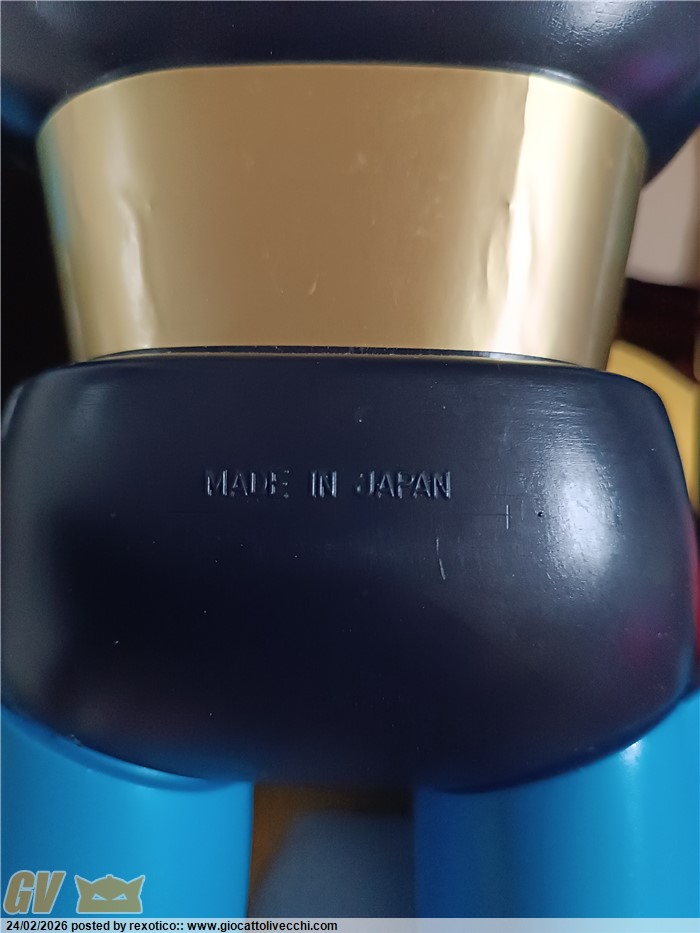 MADE IN JAPAN
GV
24/02/2026 posted by rexotico:: www.giocattolivecchi.com